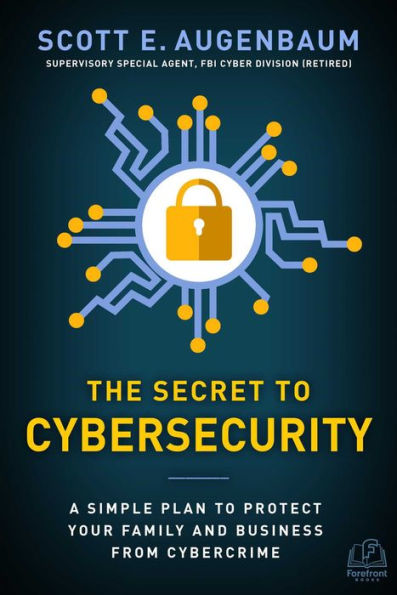 SCOTT E. AUGENBAUM
SUPERVISORY SPECIAL AGENT, FBI CYBER DIVISION (RETIRED)
THE SECRET TO
CYBERSECURITY
A SIMPLE PLAN TO PROTECT
YOUR FAMILY AND BUSINESS
FROM CYBERCRIME
F
Forefront
BOOKS